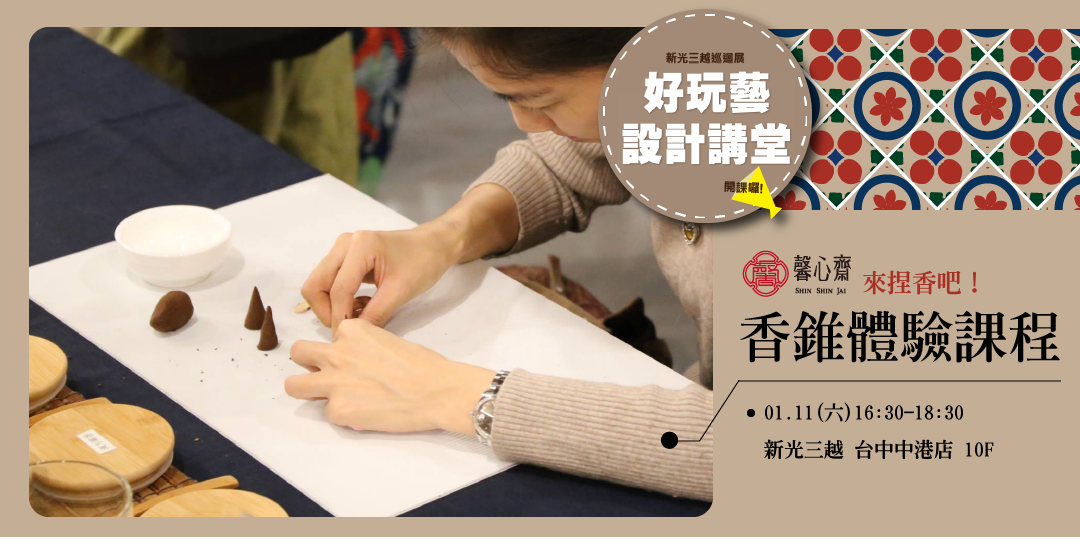 新光三越巡迴展
好玩藝
設計講堂
開課囉!
馨心齋
SHIN SHIN JAI
來捏香吧！
香錐體驗課程
01.11(六)16:30-18:30
新光三越 台中中港店 10F